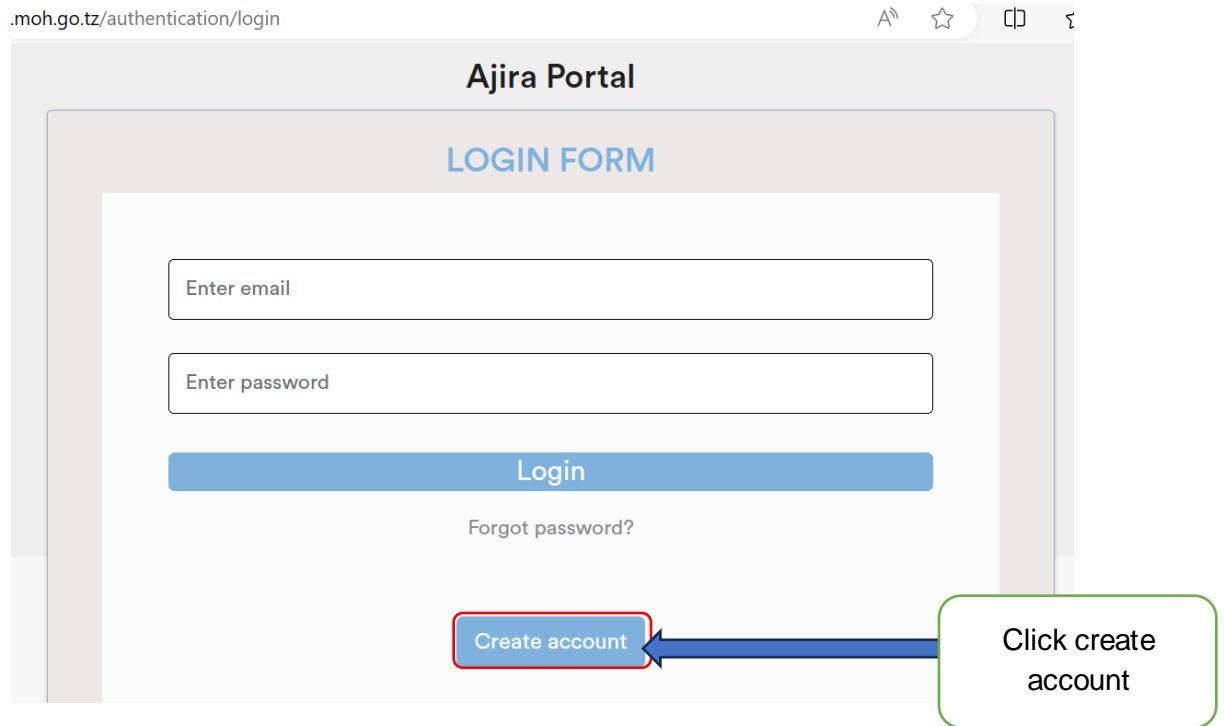 .moh.go.tz/authentication/login
Ajira Portal
LOGIN FORM
Enter email
Enter password
Login
Forgot password?
Create account
Click create
account